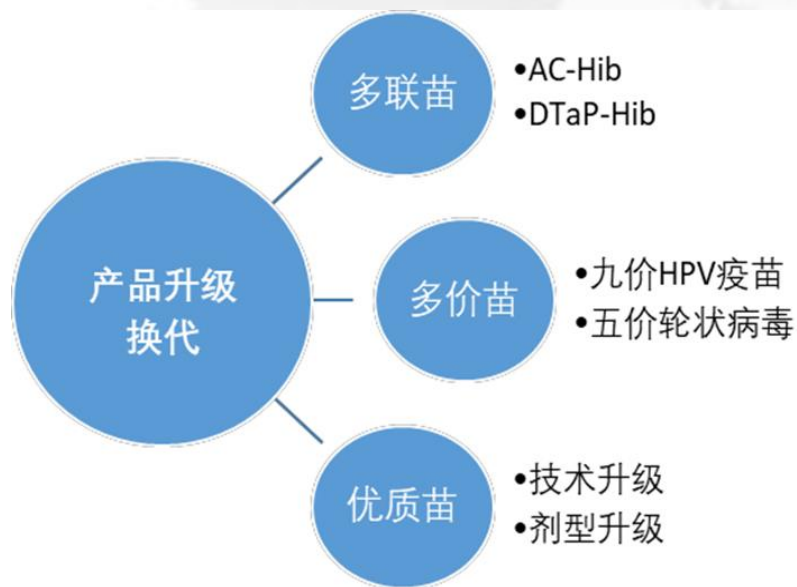 多联苗
•AC-Hib
•DTaP-Hib
产品升级
换代
多价苗
•九价HPV疫苗
•五价轮状病毒
优质苗
•技术升级
•剂型升级